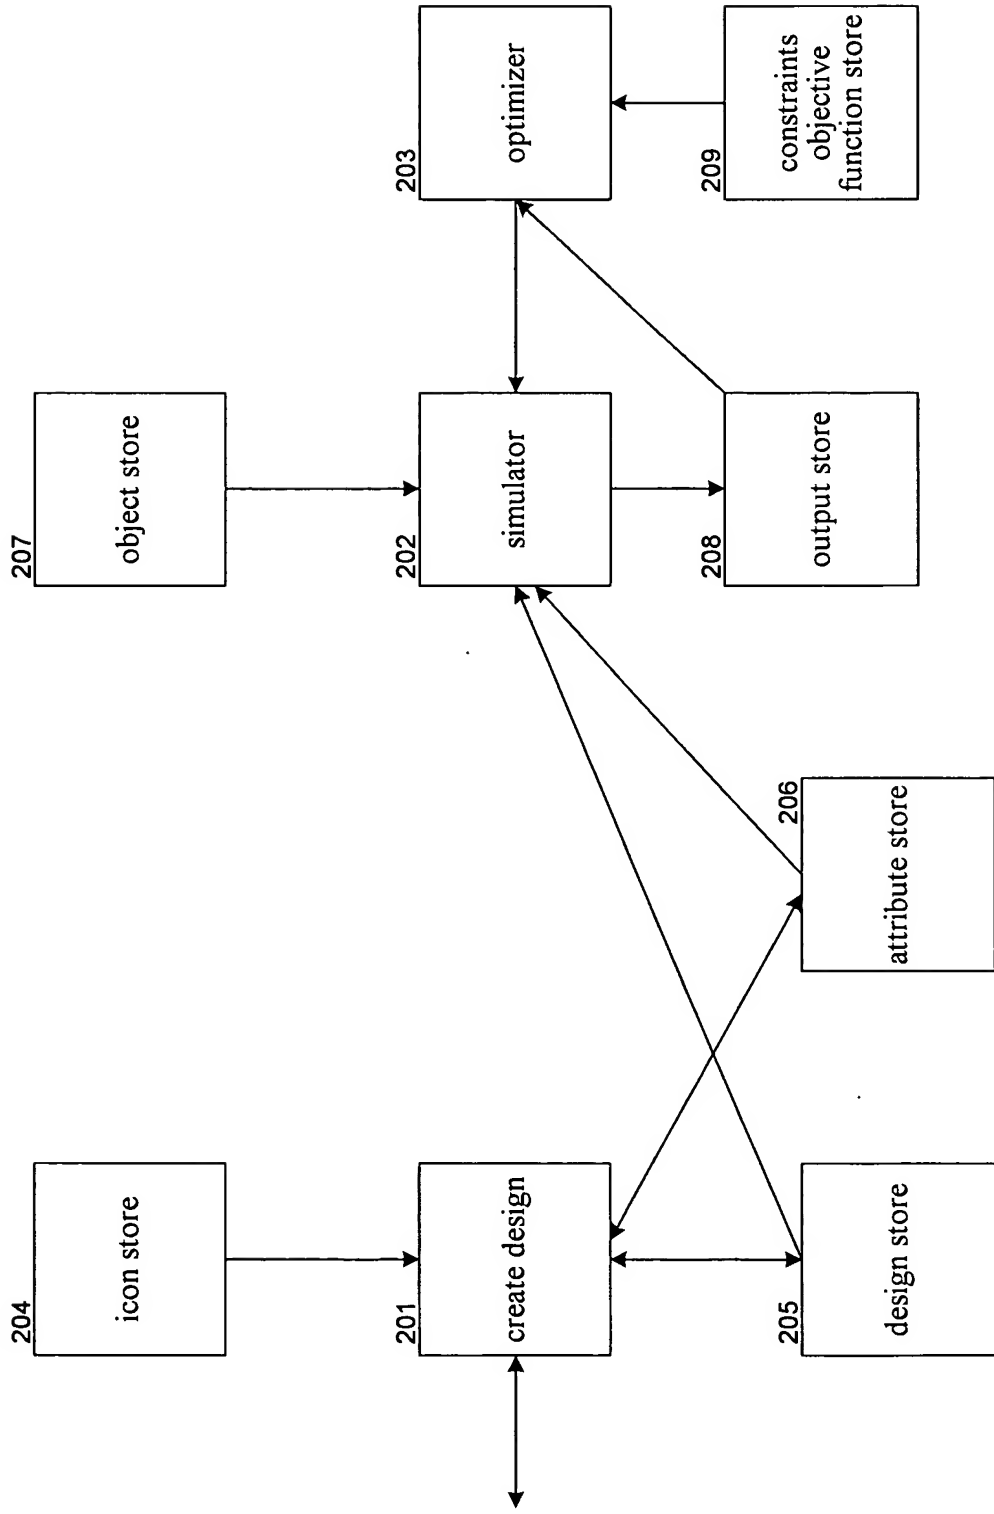 204
icon store
207
object store
201
create design
202
simulator
203
optimizer
205
design store
206
attribute store
208
output store
209
constraints
objective
function store